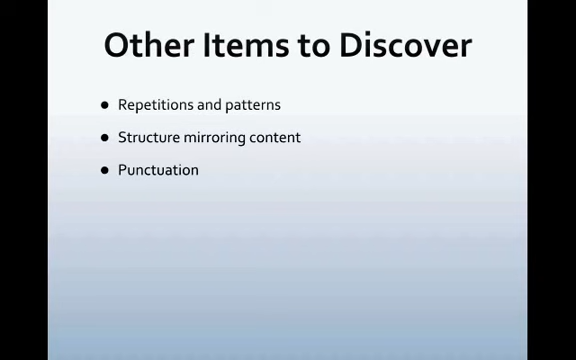 Other Items to Discover
● Repetitions and patterns
● Structure mirroring content
● Punctuation